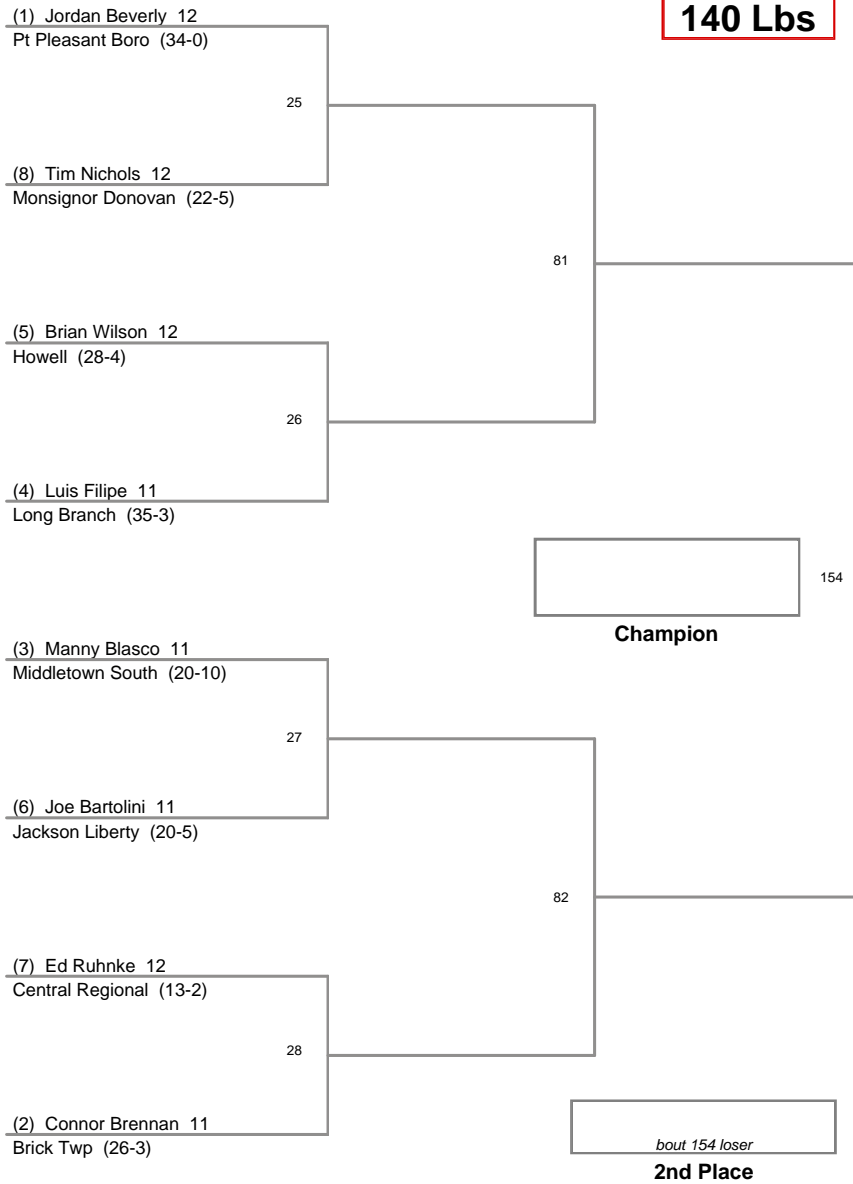 (1) Jordan Beverly 12
140 Lbs
Pt Pleasant Boro (34-0)
25
(8) Tim Nichols 12
Monsignor Donovan (22-5)
81
(5) Brian Wilson 12
Howell (28-4)
26
(4) Luis Filipe 11
Long Branch (35-3)
154
Champion
(3) Manny Blasco 11
Middletown South (20-10)
27
(6) Joe Bartolini 11
Jackson Liberty (20-5)
82
(7) Ed Ruhnke 12
Central Regional (13-2)
28
(2) Connor Brennan 11
Brick Twp (26-3)
bout 154 loser
2nd Place